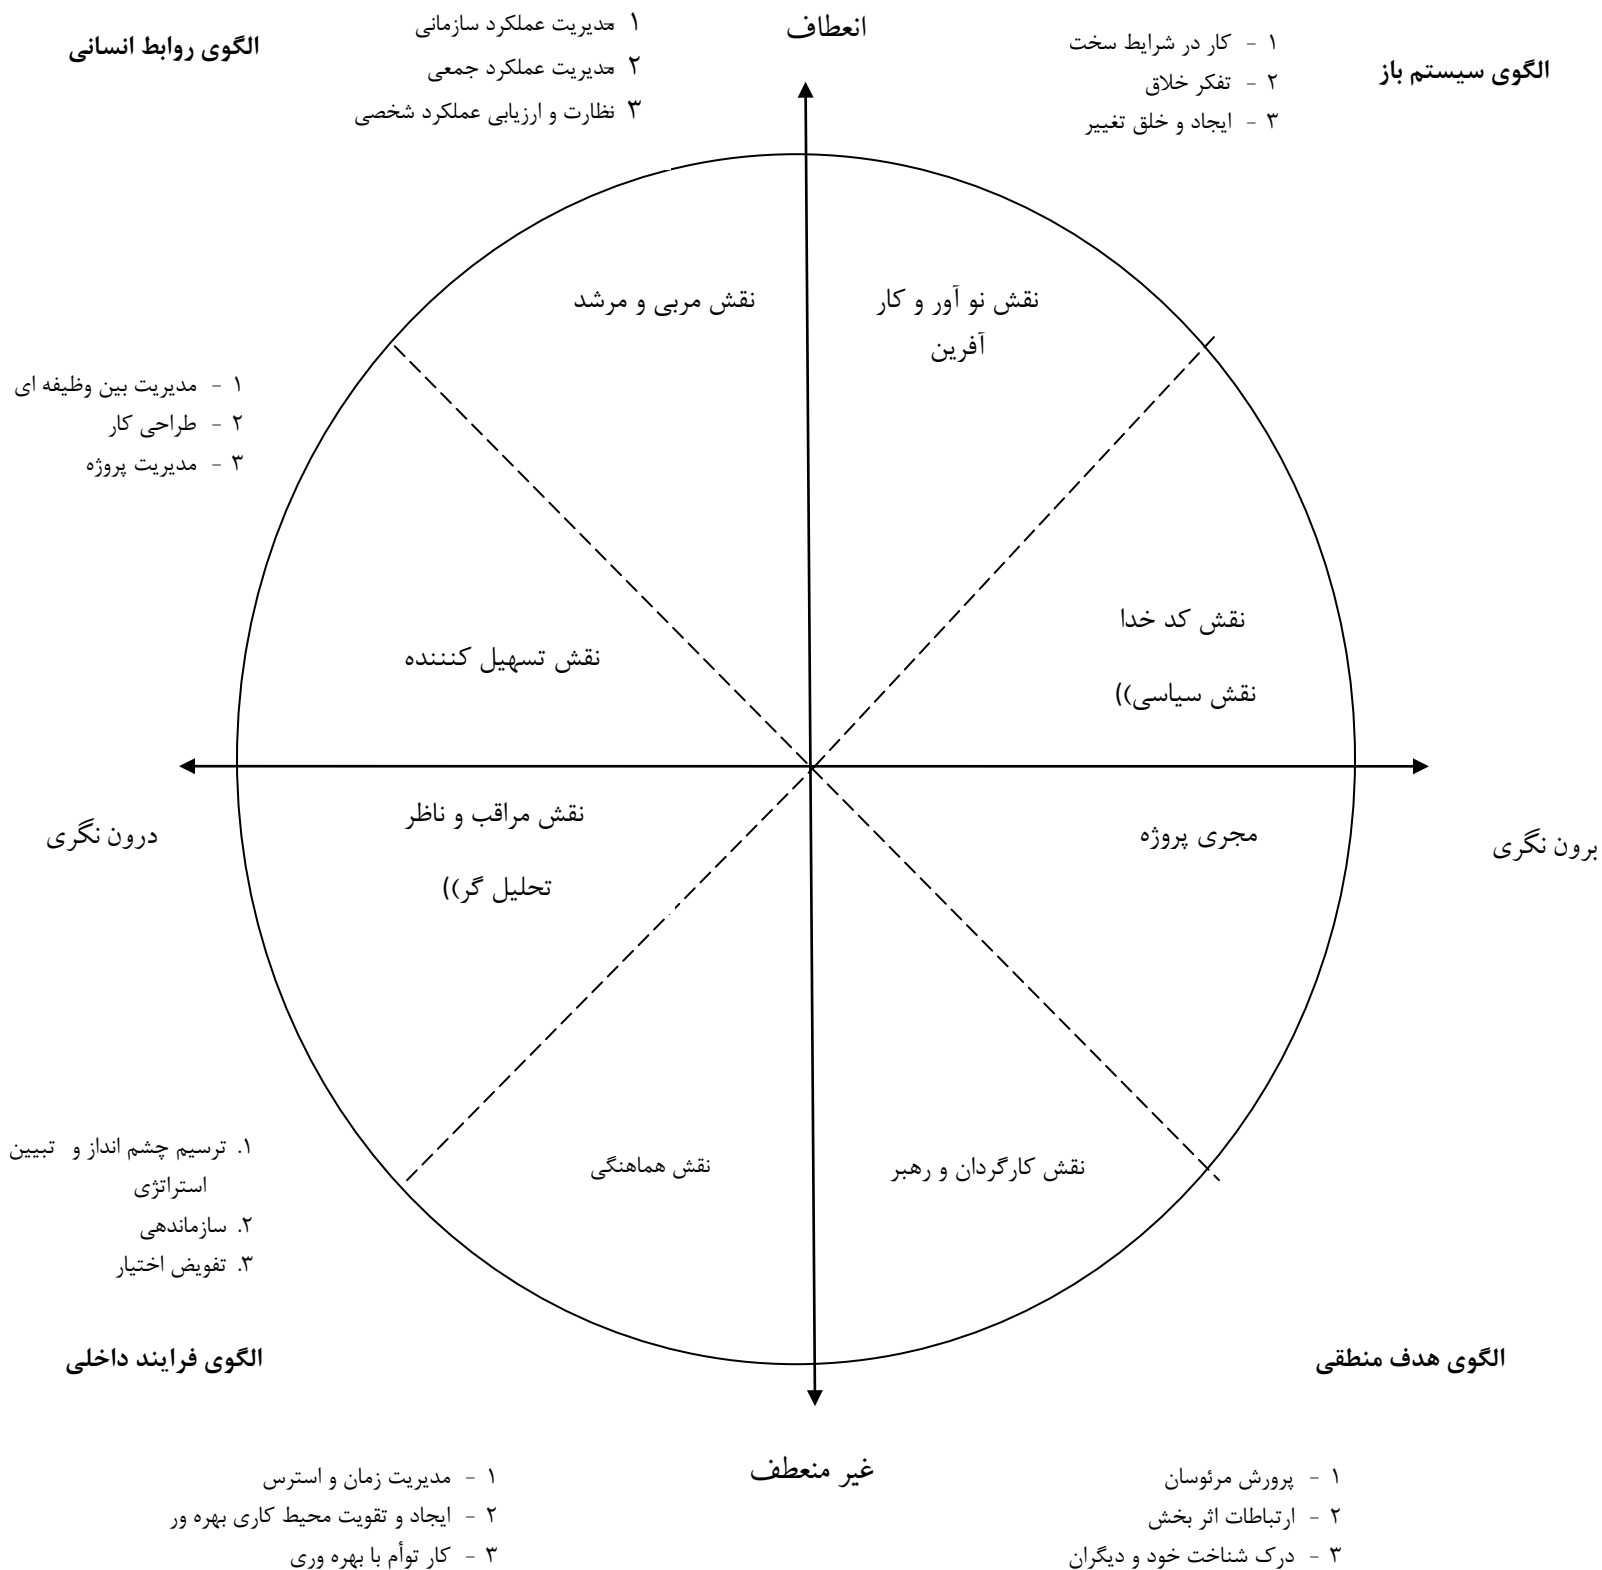 انعطاف
الگوی سیستم باز
۱ - کار در شرایط سخت
۲ - تفکر خلاق
۳ - ایجاد و خلق تغییر
الگوی روابط انسانی
۱ مدیریت عملکرد سازمانی
۲ مدیریت عملکرد جمعی
۳ نظارت و ارزیابی عملکرد شخصی
نقش نو آور و کار
آفرین
نقش مربی و مرشد
۱ - مدیریت بین وظیفه ای
۲ - طراحی کار
۳ - مدیریت پروژه
نقش کد خدا
نقش سیاسی))
نقش تسهیل کنننده
برون نگری
مجری پروژه
نقش مراقب و ناظر
تحلیل گر))
درون نگری
نقش کارگردان و رهبر
نقش هماهنگی
۱. ترسیم چشم انداز و تبیین
استراتژی
۲. سازماندهی
۳. تفویض اختیار
الگوی هدف منطقی
الگوی فرایند داخلی
غیر منعطف
۱ - پرورش مرئوسان
۲ - ارتباطات اثر بخش
۳ - درک شناخت خود و دیگران
۱ - مدیریت زمان و استرس
۲ - ایجاد و تقویت محیط کاری بهره ور
۳ - کار توأم با بهره وری